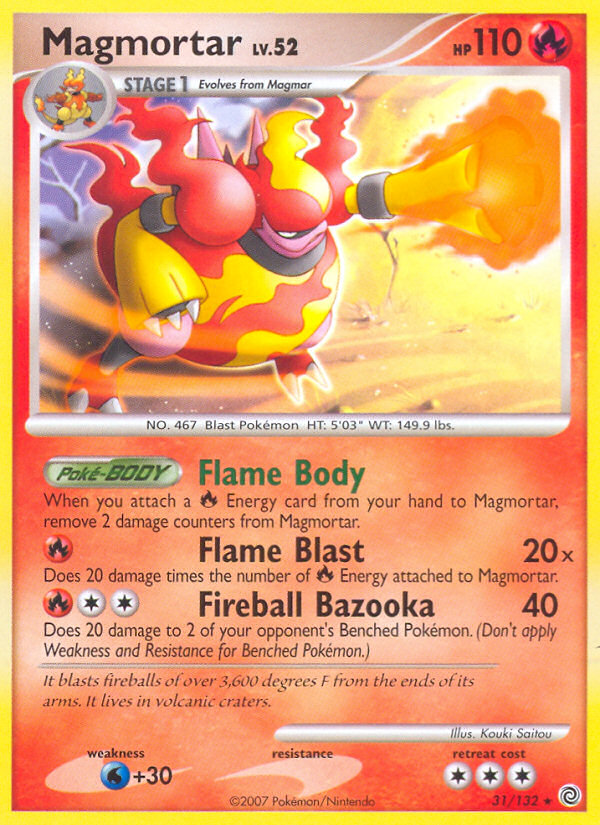 Magmortar LV.52 HP 110
STAGE 1 Evolves from Magmar
NO. 467 Blast Pokémon HT: 5'03" WT: 149.9 lbs.
Poké-BODY Flame Body
When you attach a Energy card from your hand to Magmortar,
remove 2 damage counters from Magmortar.
Flame Blast 20x
Does 20 damage times the number of Energy attached to Magmortar.
Fireball Bazooka 40
Does 20 damage to 2 of your opponent's Benched Pokémon. (Don't apply
Weakness and Resistance for Benched Pokémon.)
It blasts fireballs of over 3,600 degrees F from the ends of its
arms. It lives in volcanic craters.
Illus. Kouki Saitou
weakness resistance retreat cost
+30
31/132 ★
©2007 Pokémon/Nintendo